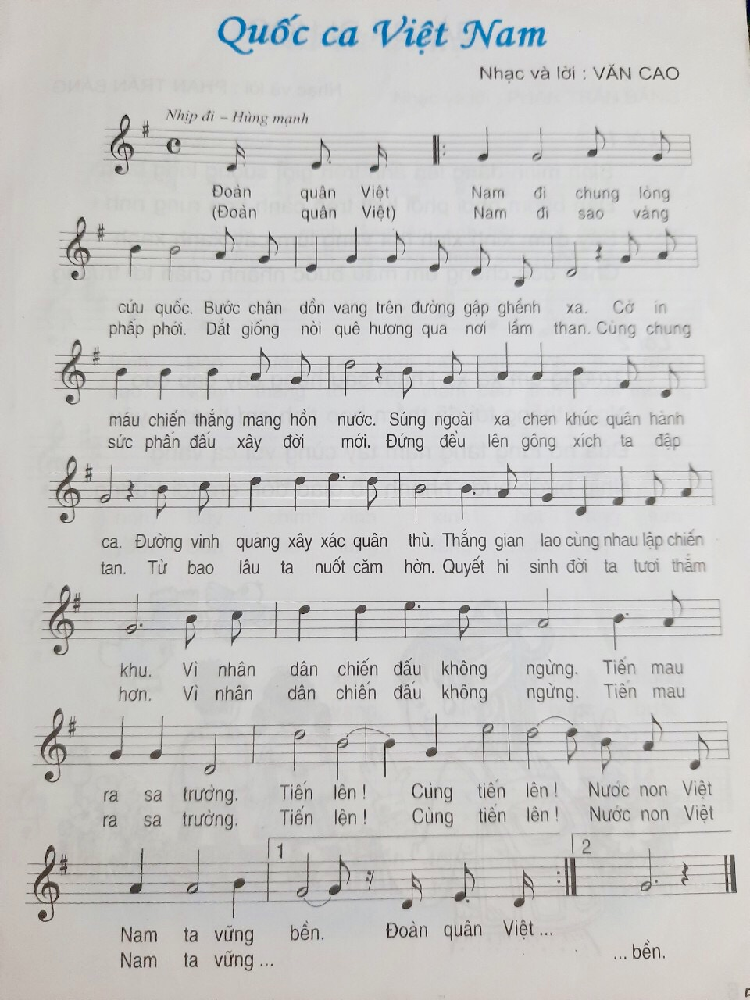 Quốc ca Việt Nam
Nhạc và lời : VĂN CAO
Nhịp đi – Hùng mạnh
Đoàn quân Việt Nam đi chung lòng
(Đoàn quân Việt) Nam đi sao vàng
cứu quốc. Bước chân dồn vang trên đường gập ghềnh xa. Cờ in
phấp phới. Dắt giống nòi quê hương qua nơi lầm than. Cùng chung
máu chiến thắng mang hồn nước. Súng ngoài xa chen khúc quân hành
sức phấn đấu xây đời mới. Đứng đều lên gông xích ta đập
ca. Đường vinh quang xây xác quân thù. Thắng gian lao cùng nhau lập chiến
tan. Từ bao lâu ta nuốt căm hờn. Quyết hi sinh đời ta tươi thắm
khu. Vì nhân dân chiến đấu không ngừng. Tiến mau
hơn. Vì nhân dân chiến đấu không ngừng. Tiến mau
ra sa trường. Tiến lên ! Cùng tiến lên ! Nước non Việt
ra sa trường. Tiến lên ! Cùng tiến lên ! Nước non Việt
1
2
Nam ta vững bền. Đoàn quân Việt ...
Nam ta vững ... ... bền.